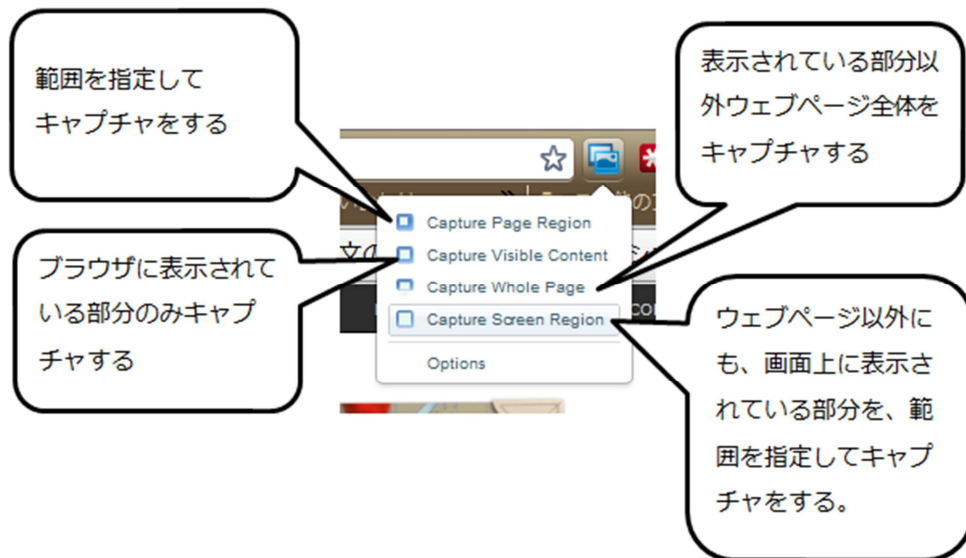 範囲を指定して
キャプチャをする
表示されている部分以
外ウェブページ全体を
キャプチャする
Capture Page Region
Capture Visible Content
Capture Whole Page
Capture Screen Region
Options
ブラウザに表示されて
いる部分のみキャプ
チャする
ウェブページ以外に
も、画面上に表示さ
れている部分を、範
囲を指定してキャプ
チャをする。